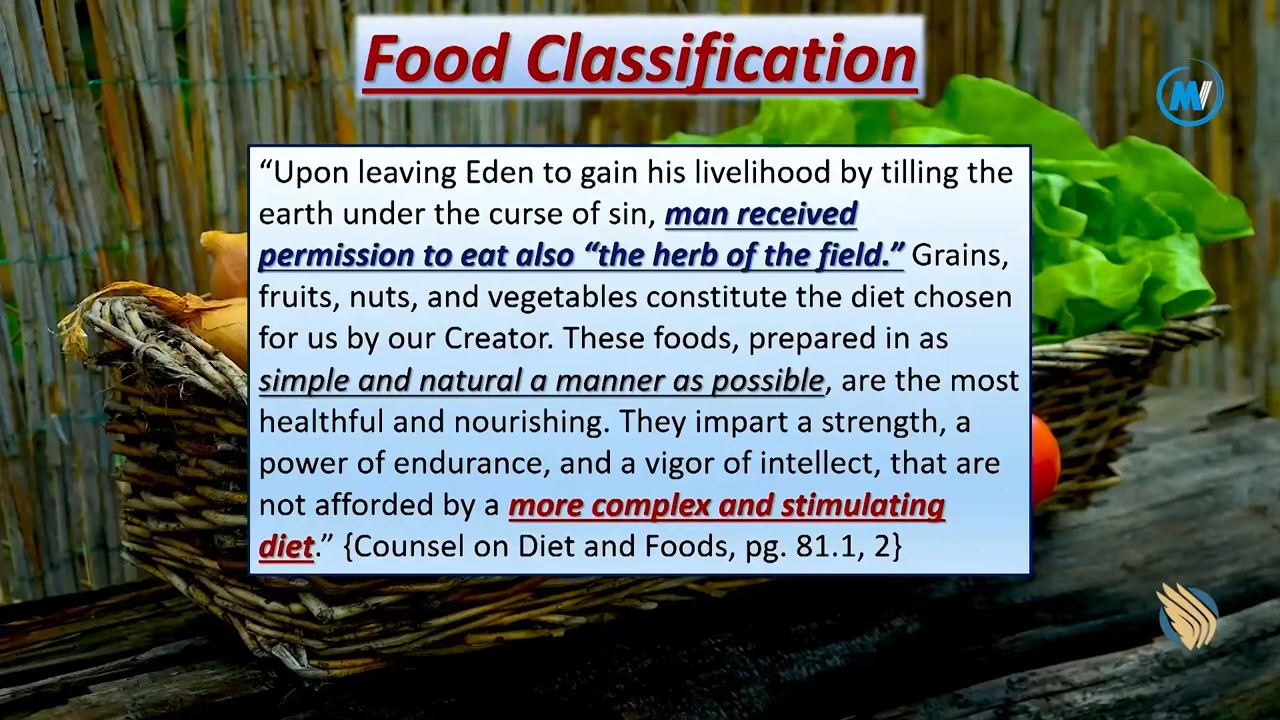 Food Classification
“Upon leaving Eden to gain his livelihood by tilling the
earth under the curse of sin, man received
permission to eat also “the herb of the field.” Grains,
fruits, nuts, and vegetables constitute the diet chosen
for us by our Creator. These foods, prepared in as
simple and natural a manner as possible, are the most
healthful and nourishing. They impart a strength, a
power of endurance, and a vigor of intellect, that are
not afforded by a more complex and stimulating
diet.” {Counsel on Diet and Foods, pg. 81.1, 2}